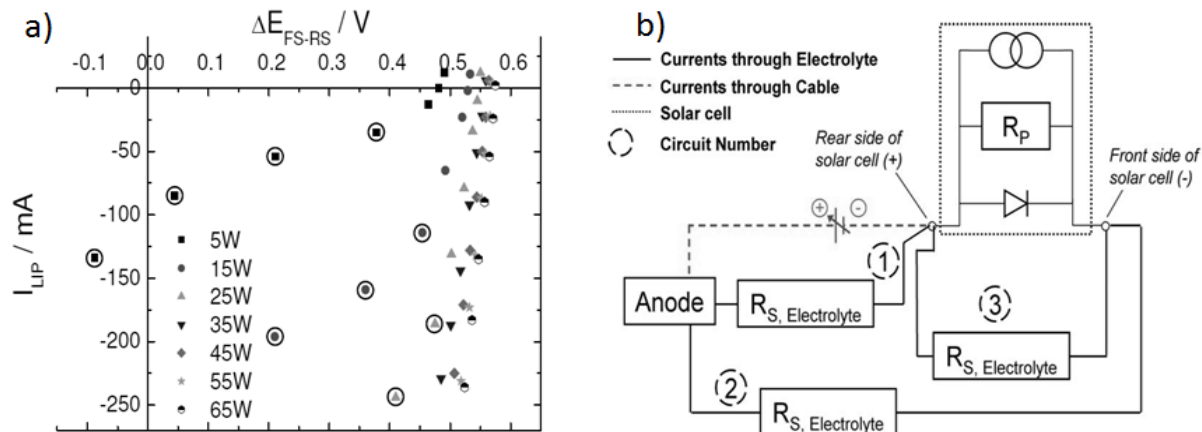 a)
ΔE_FS-RS / V
-0.1 0.0 0.1 0.2 0.3 0.4 0.5 0.6
0
-50
-100
-150
-200
-250
I_LIP / mA
5W
15W
25W
35W
45W
55W
65W
b)
Currents through Electrolyte
Currents through Cable
Solar cell
Circuit Number
Rear side of
solar cell (+)
R_P
Front side of
solar cell (-)
+ -
1
Anode
R_S, Electrolyte
3
R_S, Electrolyte
2
R_S, Electrolyte